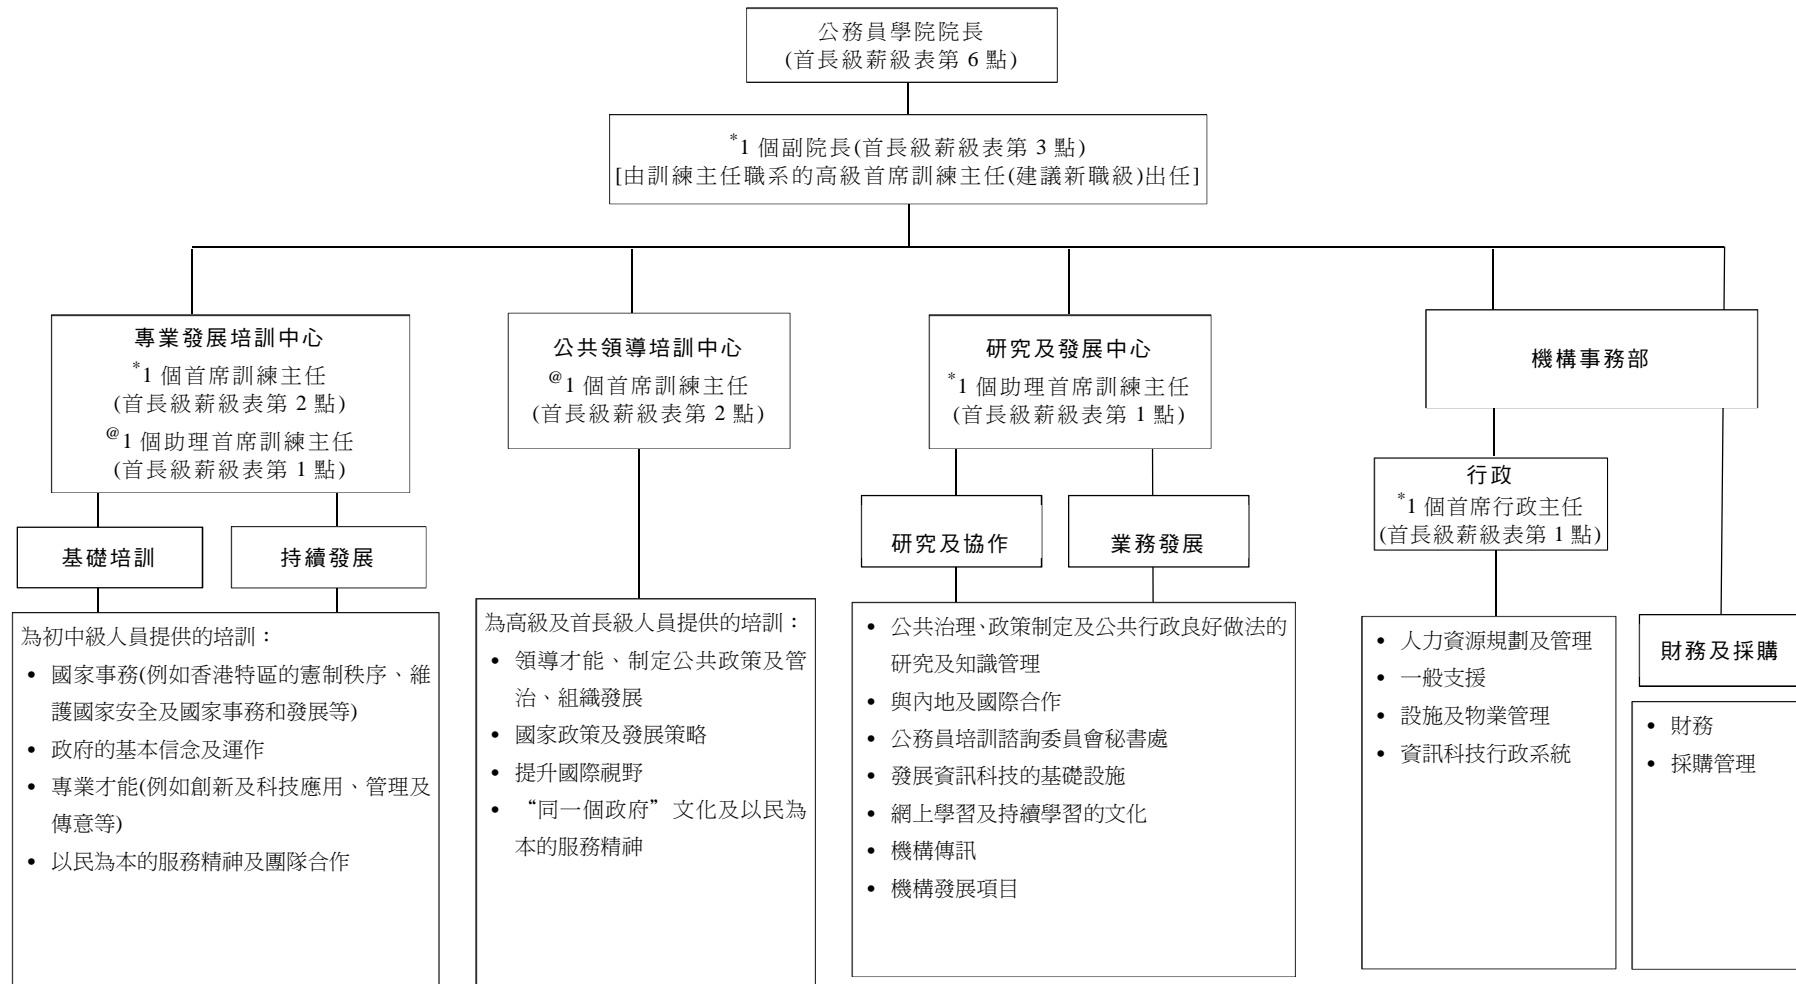 公務員學院院長
(首長級薪級表第 6 點)
*1 個副院長(首長級薪級表第 3 點)
[由訓練主任職系的高級首席訓練主任(建議新職級)出任]
專業發展培訓中心
*1 個首席訓練主任
(首長級薪級表第 2 點)
@1 個助理首席訓練主任
(首長級薪級表第 1 點)
基礎培訓
持續發展
為初中級人員提供的培訓：
• 國家事務(例如香港特區的憲制秩序、維
護國家安全及國家事務和發展等)
• 政府的基本信念及運作
• 專業才能(例如創新及科技應用、管理及
傳意等)
• 以民為本的服務精神及團隊合作
公共領導培訓中心
@1 個首席訓練主任
(首長級薪級表第 2 點)
為高級及首長級人員提供的培訓：
• 領導才能、制定公共政策及管
治、組織發展
• 國家政策及發展策略
• 提升國際視野
• “同一個政府”文化及以民為
本的服務精神
研究及發展中心
*1 個助理首席訓練主任
(首長級薪級表第 1 點)
研究及協作
業務發展
• 公共治理、政策制定及公共行政良好做法的
研究及知識管理
• 與內地及國際合作
• 公務員培訓諮詢委員會秘書處
• 發展資訊科技的基礎設施
• 網上學習及持續學習的文化
• 機構傳訊
• 機構發展項目
機構事務部
行政
*1 個首席行政主任
(首長級薪級表第 1 點)
• 人力資源規劃及管理
• 一般支援
• 設施及物業管理
• 資訊科技行政系統
財務及採購
• 財務
• 採購管理